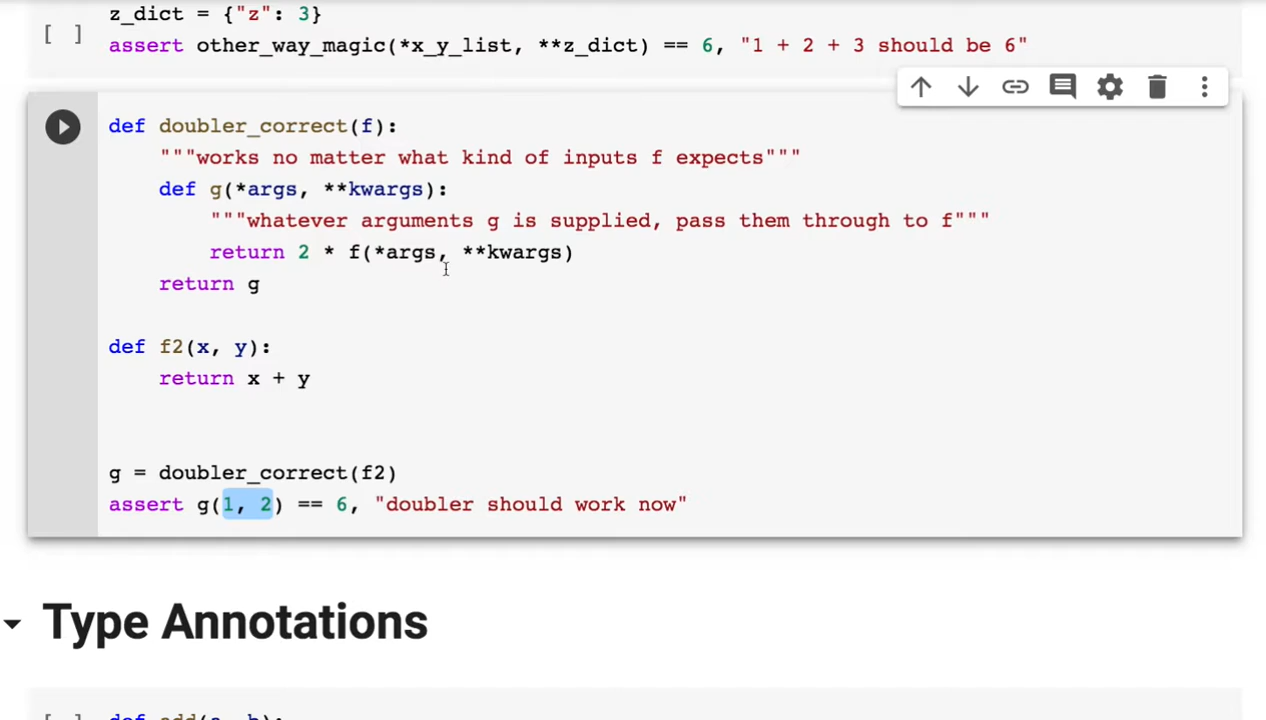 z_dict = {"z": 3}
[ ] assert other_way_magic(*x_y_list, **z_dict) == 6, "1 + 2 + 3 should be 6"
def doubler_correct(f):
    """works no matter what kind of inputs f expects"""
    def g(*args, **kwargs):
        """whatever arguments g is supplied, pass them through to f"""
        return 2 * f(*args, **kwargs)
    return g
def f2(x, y):
    return x + y
g = doubler_correct(f2)
assert g(1, 2) == 6, "doubler should work now"
Type Annotations
[ ] def add(a, b):